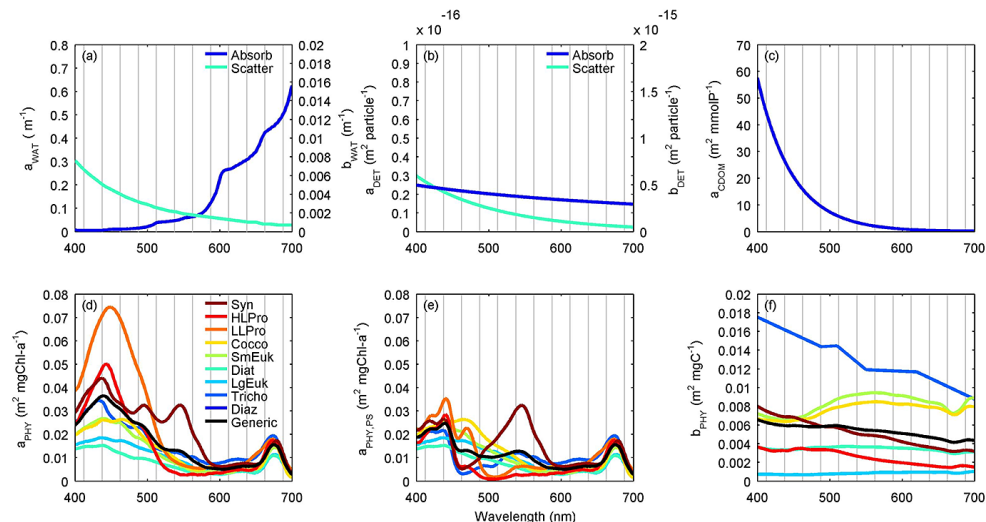 x 10^-16
x 10^-15
(a)
Absorb
Scatter
0.8
0.7
0.6
0.5
0.4
0.3
0.2
0.1
0
a_WAT ( m^-1)
0.02
0.018
0.016
0.014
0.012
0.01
0.008
0.006
0.004
0.002
0
b_WAT (m^-1)
400 500 600 700
(b)
Absorb
Scatter
1
0.9
0.8
0.7
0.6
0.5
0.4
0.3
0.2
0.1
0
a_DET (m^2 particle^-1)
2
1.5
1
0.5
0
b_DET (m^2 particle^-1)
400 500 600 700
(c)
70
60
50
40
30
20
10
0
a_CDOM (m^2 mmolP^-1)
400 500 600 700
(d)
Syn
HLPro
LLPro
Cocco
SmEuk
Diat
LgEuk
Tricho
Diaz
Generic
0.08
0.07
0.06
0.05
0.04
0.03
0.02
0.01
0
a_PHY (m^2 mgChl-a^-1)
400 500 600 700
(e)
0.08
0.07
0.06
0.05
0.04
0.03
0.02
0.01
0
a_PHY,PS (m^2 mgChl-a^-1)
400 500 600 700
Wavelength (nm)
(f)
0.02
0.018
0.016
0.014
0.012
0.01
0.008
0.006
0.004
0.002
0
b_PHY (m^2 mgC^-1)
400 500 600 700